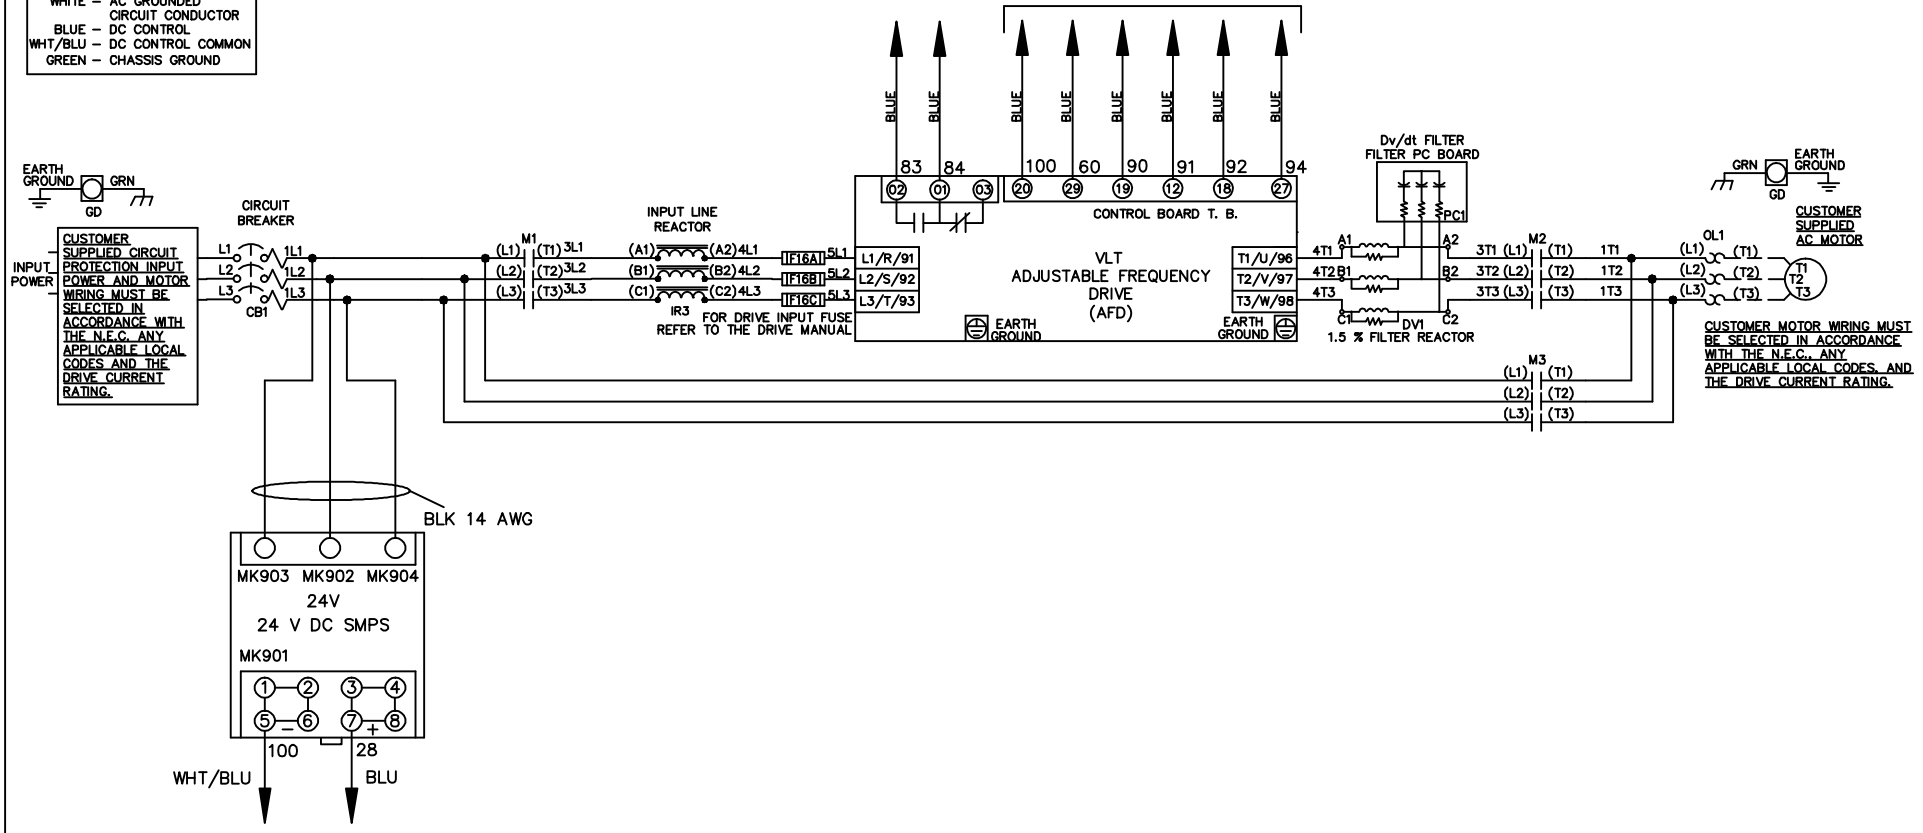 WHITE – AC GROUNDED
CIRCUIT CONDUCTOR
BLUE – DC CONTROL
WHT/BLU – DC CONTROL COMMON
GREEN – CHASSIS GROUND
BLUE
BLUE
BLUE
BLUE
BLUE
BLUE
BLUE
BLUE
83
84
100
60
90
91
92
94
02
01
03
20
29
19
12
18
27
CONTROL BOARD T. B.
EARTH
GROUND
GRN
GD
INPUT
POWER
CUSTOMER
SUPPLIED CIRCUIT
PROTECTION INPUT
POWER AND MOTOR
WIRING MUST BE
SELECTED IN
ACCORDANCE WITH
THE N.E.C. ANY
APPLICABLE LOCAL
CODES AND THE
DRIVE CURRENT
RATING.
CIRCUIT
BREAKER
L1
1L1
L2
1L2
L3
1L3
CB1
M1
(L1)
(T1)
3L1
(L2)
(T2)
3L2
(L3)
(T3)
3L3
INPUT LINE
REACTOR
(A1)
(A2)
4L1
(B1)
(B2)
4L2
(C1)
(C2)
4L3
IR3
F16A
5L1
F16B
5L2
F16C
5L3
FOR DRIVE INPUT FUSE
REFER TO THE DRIVE MANUAL
L1/R/91
L2/S/92
L3/T/93
VLT
ADJUSTABLE FREQUENCY
DRIVE
(AFD)
EARTH
GROUND
T1/U/96
T2/V/97
T3/W/98
EARTH
GROUND
Dv/dt FILTER
FILTER PC BOARD
PC1
4T1
A1
A2
4T2
B1
B2
4T3
C1
C2
DV1
1.5 % FILTER REACTOR
M2
3T1
(L1)
(T1)
1T1
3T2
(L2)
(T2)
1T2
3T3
(L3)
(T3)
1T3
M3
(L1)
(T1)
(L2)
(T2)
(L3)
(T3)
OL1
(L1)
(T1)
(L2)
(T2)
(L3)
(T3)
T1
T2
T3
GRN
EARTH
GROUND
GD
CUSTOMER
SUPPLIED
AC MOTOR
CUSTOMER MOTOR WIRING MUST
BE SELECTED IN ACCORDANCE
WITH THE N.E.C., ANY
APPLICABLE LOCAL CODES, AND
THE DRIVE CURRENT RATING.
BLK 14 AWG
MK903
MK902
MK904
24V
24 V DC SMPS
MK901
1
2
3
4
5
–
6
7
+
8
100
28
WHT/BLU
BLU